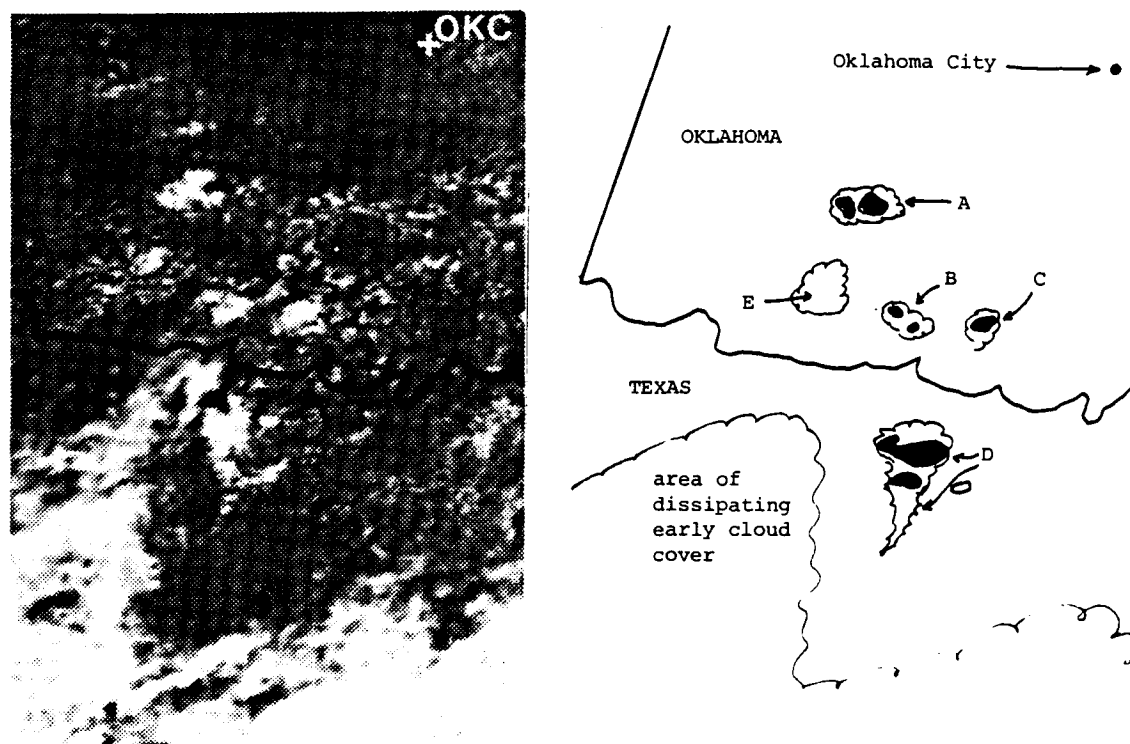 OKC
Oklahoma City
OKLAHOMA
A
B
C
E
TEXAS
D
area of
dissipating
early cloud
cover